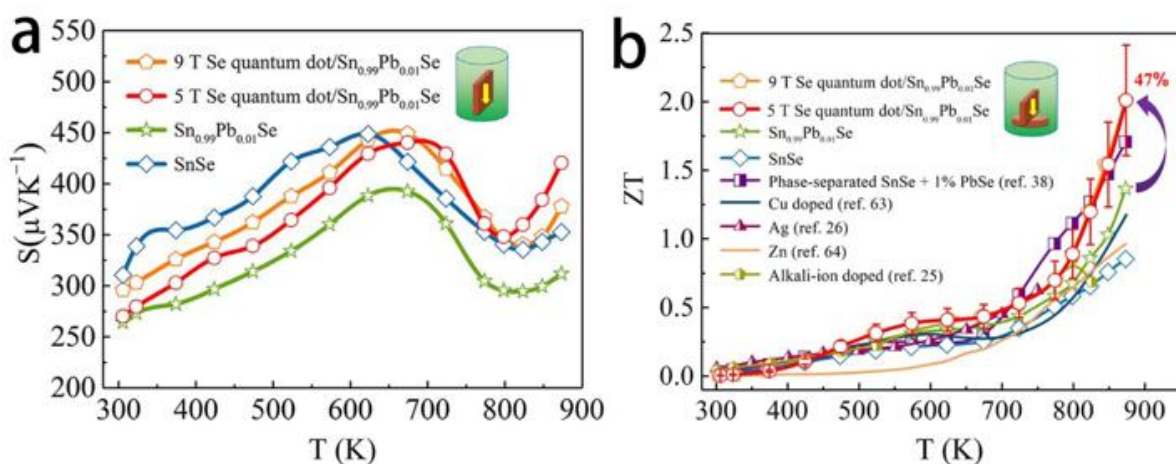 a
550
500
450
400
350
300
250
200
S(μVK⁻¹)
9 T Se quantum dot/Sn₀.₉₉Pb₀.₀₁Se
5 T Se quantum dot/Sn₀.₉₉Pb₀.₀₁Se
Sn₀.₉₉Pb₀.₀₁Se
SnSe
300 400 500 600 700 800 900
T (K)
b
2.5
2.0
1.5
1.0
0.5
0.0
ZT
9 T Se quantum dot/Sn₀.₉₉Pb₀.₀₁Se
5 T Se quantum dot/Sn₀.₉₉Pb₀.₀₁Se
Sn₀.₉₉Pb₀.₀₁Se
SnSe
Phase-separated SnSe + 1% PbSe (ref. 38)
Cu doped (ref. 63)
Ag (ref. 26)
Zn (ref. 64)
Alkali-ion doped (ref. 25)
47%
300 400 500 600 700 800 900
T (K)